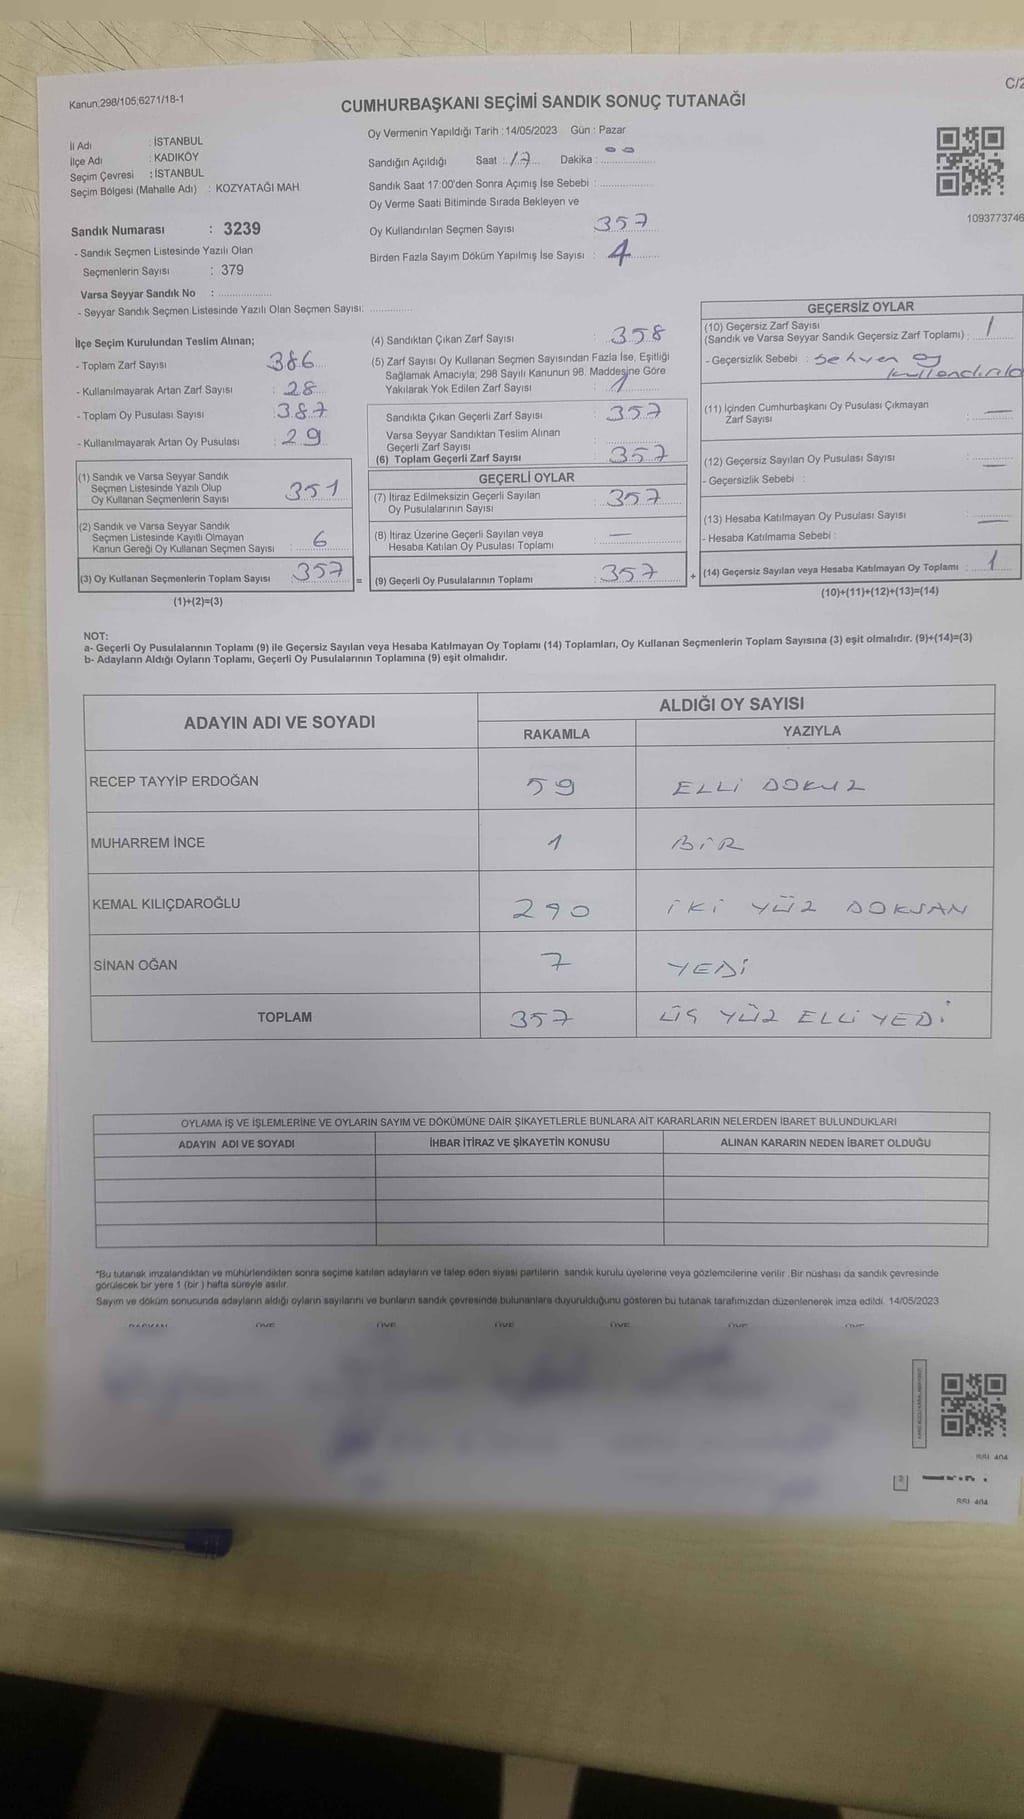 Kanun;298/105;6271/18-1
C/2
CUMHURBAŞKANI SEÇİMİ SANDIK SONUÇ TUTANAĞI
İl Adı : İSTANBUL
İlçe Adı : KADIKÖY
Seçim Çevresi : İSTANBUL
Seçim Bölgesi (Mahalle Adı) : KOZYATAĞI MAH.
Sandık Numarası : 3239
- Sandık Seçmen Listesinde Yazılı Olan
Seçmenlerin Sayısı : 379
Varsa Seyyar Sandık No :
- Seyyar Sandık Seçmen Listesinde Yazılı Olan Seçmen Sayısı:
Oy Vermenin Yapıldığı Tarih : 14/05/2023 Gün : Pazar
Sandığın Açıldığı Saat : 17 Dakika : 00
Sandık Saat 17:00'den Sonra Açımış İse Sebebi :
Oy Verme Saati Bitiminde Sırada Bekleyen ve
Oy Kullandırılan Seçmen Sayısı 357
Birden Fazla Sayım Döküm Yapılmış İse Sayısı : 4
1093773746
İlçe Seçim Kurulundan Teslim Alınan;
- Toplam Zarf Sayısı 386
- Kullanılmayarak Artan Zarf Sayısı : 28
- Toplam Oy Pusulası Sayısı : 387
- Kullanılmayarak Artan Oy Pusulası : 29
(1) Sandık ve Varsa Seyyar Sandık
Seçmen Listesinde Yazılı Olup
Oy Kullanan Seçmenlerin Sayısı 351
(2) Sandık ve Varsa Seyyar Sandık
Seçmen Listesinde Kayıtlı Olmayan
Kanun Gereği Oy Kullanan Seçmen Sayısı : 6
(3) Oy Kullanan Seçmenlerin Toplam Sayısı 357
(1)+(2)=(3)
(4) Sandıktan Çıkan Zarf Sayısı : 358
(5) Zarf Sayısı Oy Kullanan Seçmen Sayısından Fazla İse, Eşitliği
Sağlamak Amacıyla; 298 Sayılı Kanunun 98. Maddesine Göre
Yakılarak Yok Edilen Zarf Sayısı : 1
Sandıkta Çıkan Geçerli Zarf Sayısı : 357
Varsa Seyyar Sandıktan Teslim Alınan
Geçerli Zarf Sayısı :
(6) Toplam Geçerli Zarf Sayısı : 357
GEÇERLİ OYLAR
(7) İtiraz Edilmeksizin Geçerli Sayılan
Oy Pusulalarının Sayısı : 357
(8) İtiraz Üzerine Geçerli Sayılan veya
Hesaba Katılan Oy Pusulası Toplamı : —
= (9) Geçerli Oy Pusulalarının Toplamı : 357 +
GEÇERSİZ OYLAR
(10) Geçersiz Zarf Sayısı
(Sandık ve Varsa Seyyar Sandık Geçersiz Zarf Toplamı) : 1
- Geçersizlik Sebebi : Sehven oy
kullandırıld
(11) İçinden Cumhurbaşkanı Oy Pusulası Çıkmayan
Zarf Sayısı : —
(12) Geçersiz Sayılan Oy Pusulası Sayısı : —
- Geçersizlik Sebebi :
(13) Hesaba Katılmayan Oy Pusulası Sayısı : —
- Hesaba Katılmama Sebebi :
(14) Geçersiz Sayılan veya Hesaba Katılmayan Oy Toplamı : 1
(10)+(11)+(12)+(13)=(14)
NOT:
a- Geçerli Oy Pusulalarının Toplamı (9) ile Geçersiz Sayılan veya Hesaba Katılmayan Oy Toplamı (14) Toplamları, Oy Kullanan Seçmenlerin Toplam Sayısına (3) eşit olmalıdır. (9)+(14)=(3)
b- Adayların Aldığı Oyların Toplamı, Geçerli Oy Pusulalarının Toplamına (9) eşit olmalıdır.
ADAYIN ADI VE SOYADI
ALDIĞI OY SAYISI
RAKAMLA YAZIYLA
RECEP TAYYİP ERDOĞAN 59 ELLİ DOKUZ
MUHARREM İNCE 1 BİR
KEMAL KILIÇDAROĞLU 290 İKİ YÜZ DOKSAN
SİNAN OĞAN 7 YEDİ
TOPLAM 357 ÜÇ YÜZ ELLİ YEDİ
OYLAMA İŞ VE İŞLEMLERİNE VE OYLARIN SAYIM VE DÖKÜMÜNE DAİR ŞİKAYETLERLE BUNLARA AİT KARARLARIN NELERDEN İBARET BULUNDUKLARI
ADAYIN ADI VE SOYADI İHBAR İTİRAZ VE ŞİKAYETİN KONUSU ALINAN KARARIN NEDEN İBARET OLDUĞU
*Bu tutanak imzalandıktan ve mühürlendikten sonra seçime katılan adayların ve talep eden siyasi partilerin sandık kurulu üyelerine veya gözlemcilerine verilir .Bir nüshası da sandık çevresinde
görülecek bir yere 1 (bir ) hafta süreyle asılır.
Sayım ve döküm sonucunda adayların aldığı oyların sayılarını ve bunların sandık çevresinde bulunanlara duyurulduğunu gösteren bu tutanak tarafımızdan düzenlenerek imza edildi. 14/05/2023
BAŞKAN ÜYE ÜYE ÜYE ÜYE ÜYE ÜYE